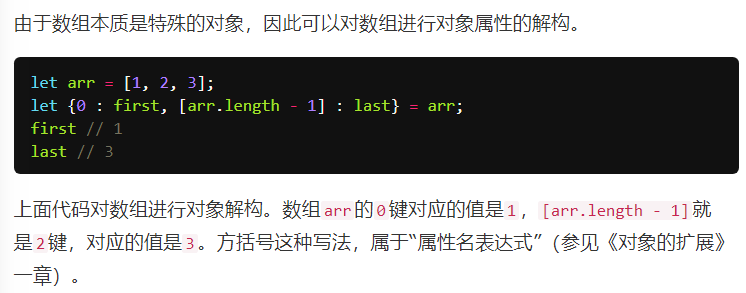 由于数组本质是特殊的对象，因此可以对数组进行对象属性的解构。
let arr = [1, 2, 3];
let {0 : first, [arr.length - 1] : last} = arr;
first // 1
last // 3
上面代码对数组进行对象解构。数组arr的0键对应的值是1，[arr.length - 1]就
是2键，对应的值是3。方括号这种写法，属于“属性名表达式”（参见《对象的扩展》
一章）。